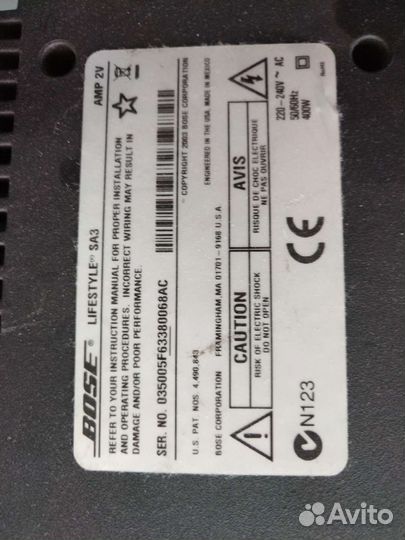 BOSE® LIFESTYLE® SA3
AMP 2V
REFER TO YOUR INSTRUCTION MANUAL FOR PROPER INSTALLATION
AND OPERATING PROCEDURES. INCORRECT WIRING MAY RESULT IN
DAMAGE AND/OR POOR PERFORMANCE.
SER. NO. 035005F63380068AC
COPYRIGHT 2003 BOSE CORPORATION
U.S. PAT. NOS. 4,490,843
ENGINEERED IN THE USA, MADE IN MEXICO
BOSE CORPORATION FRAMINGHAM, MA 01701-9168 U.S.A.
CAUTION
RISK OF ELECTRIC SHOCK
DO NOT OPEN
AVIS
RISQUE DE CHOC ELECTRIQUE
NE PAS OUVRIR
220-240V ~ AC
50/60Hz
400W
RoHS
N123
CE
Avito